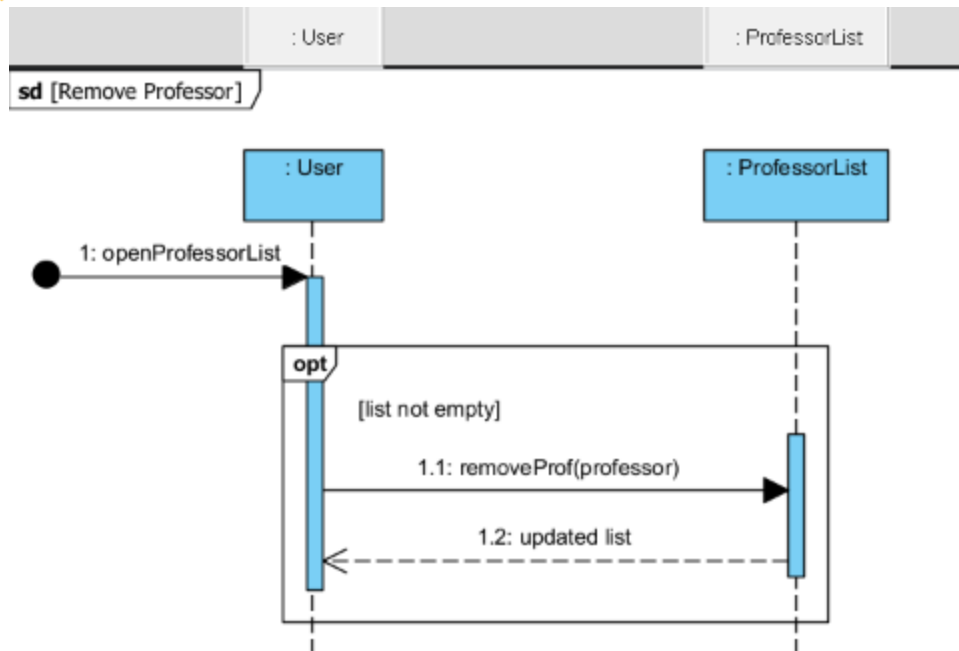 : User
: ProfessorList
sd [Remove Professor]
: User
: ProfessorList
1: openProfessorList
opt
[list not empty]
1.1: removeProf(professor)
1.2: updated list